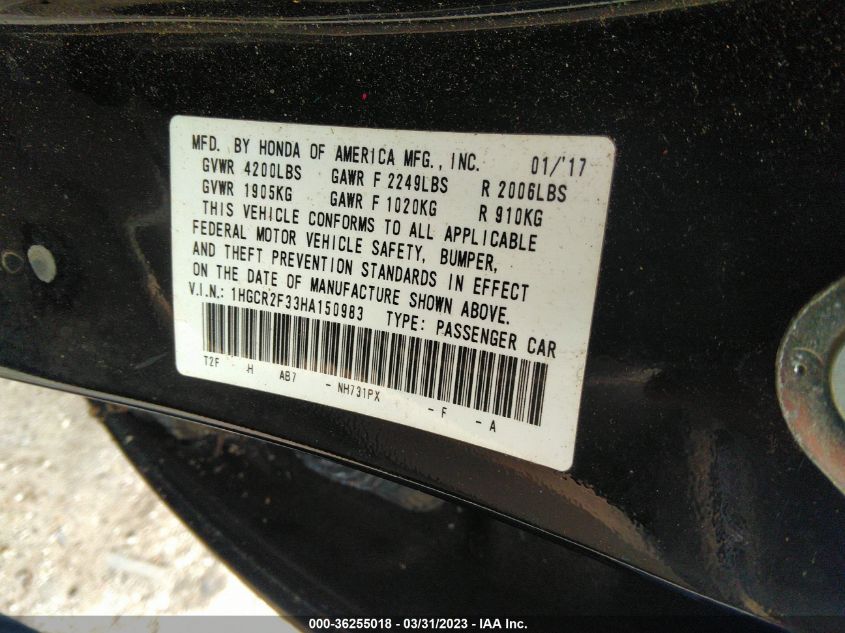 MFD. BY HONDA OF AMERICA MFG., INC. 01/'17
GVWR 4200LBS GAWR F 2249LBS R 2006LBS
GVWR 1905KG GAWR F 1020KG R 910KG
THIS VEHICLE CONFORMS TO ALL APPLICABLE
FEDERAL MOTOR VEHICLE SAFETY, BUMPER,
AND THEFT PREVENTION STANDARDS IN EFFECT
ON THE DATE OF MANUFACTURE SHOWN ABOVE.
V.I.N.: 1HGCR2F33HA150983 TYPE: PASSENGER CAR
T2F H AB7 - NH731PX - F - A
000-36255018 - 03/31/2023 - IAA Inc.